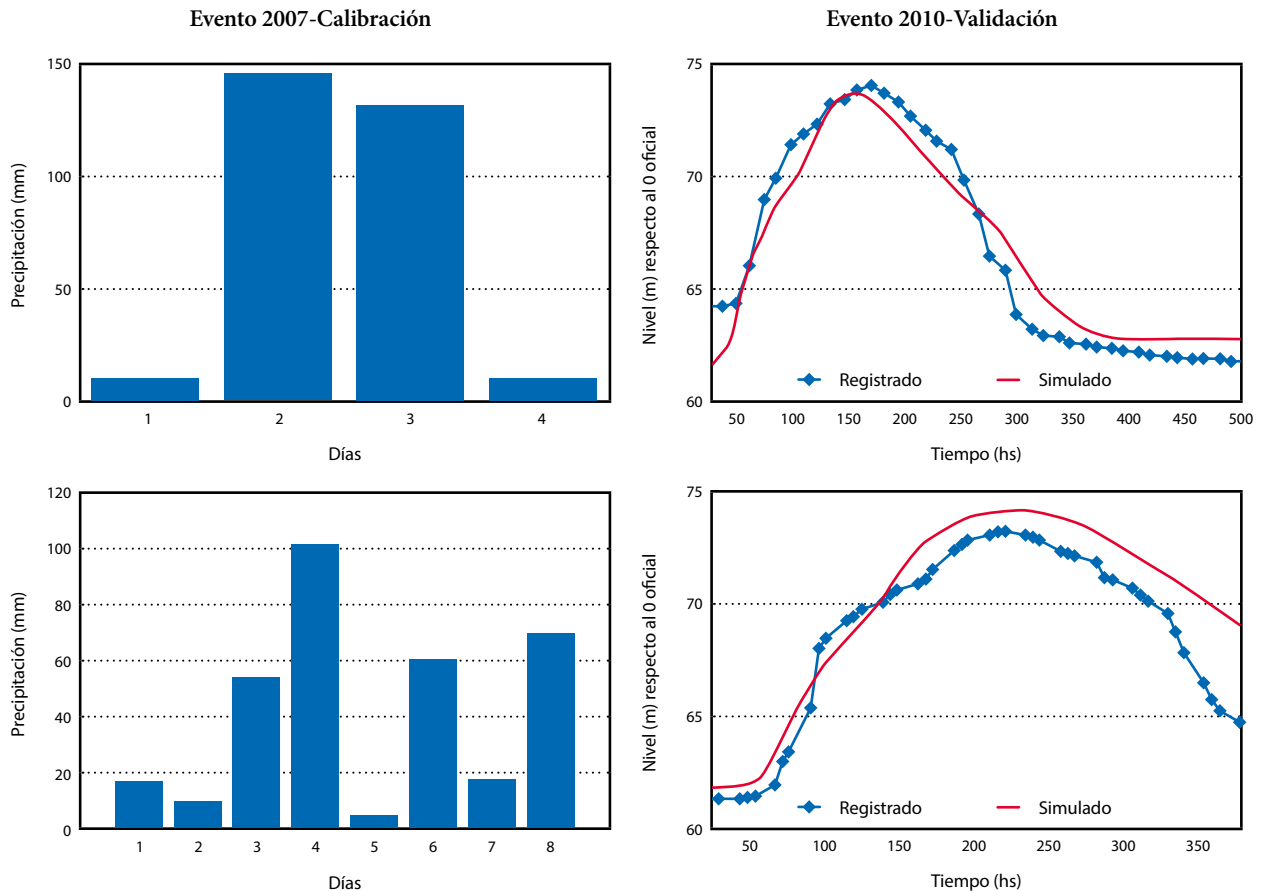 Evento 2007-Calibración
Evento 2010-Validación
Precipitación (mm)
150
100
50
0
1 2 3 4
Días
Nivel (m) respecto al 0 oficial
75
70
65
60
Registrado
Simulado
50 100 150 200 250 300 350 400 450 500
Tiempo (hs)
Precipitación (mm)
120
100
80
60
40
20
0
1 2 3 4 5 6 7 8
Días
Nivel (m) respecto al 0 oficial
75
70
65
60
Registrado
Simulado
50 100 150 200 250 300 350
Tiempo (hs)